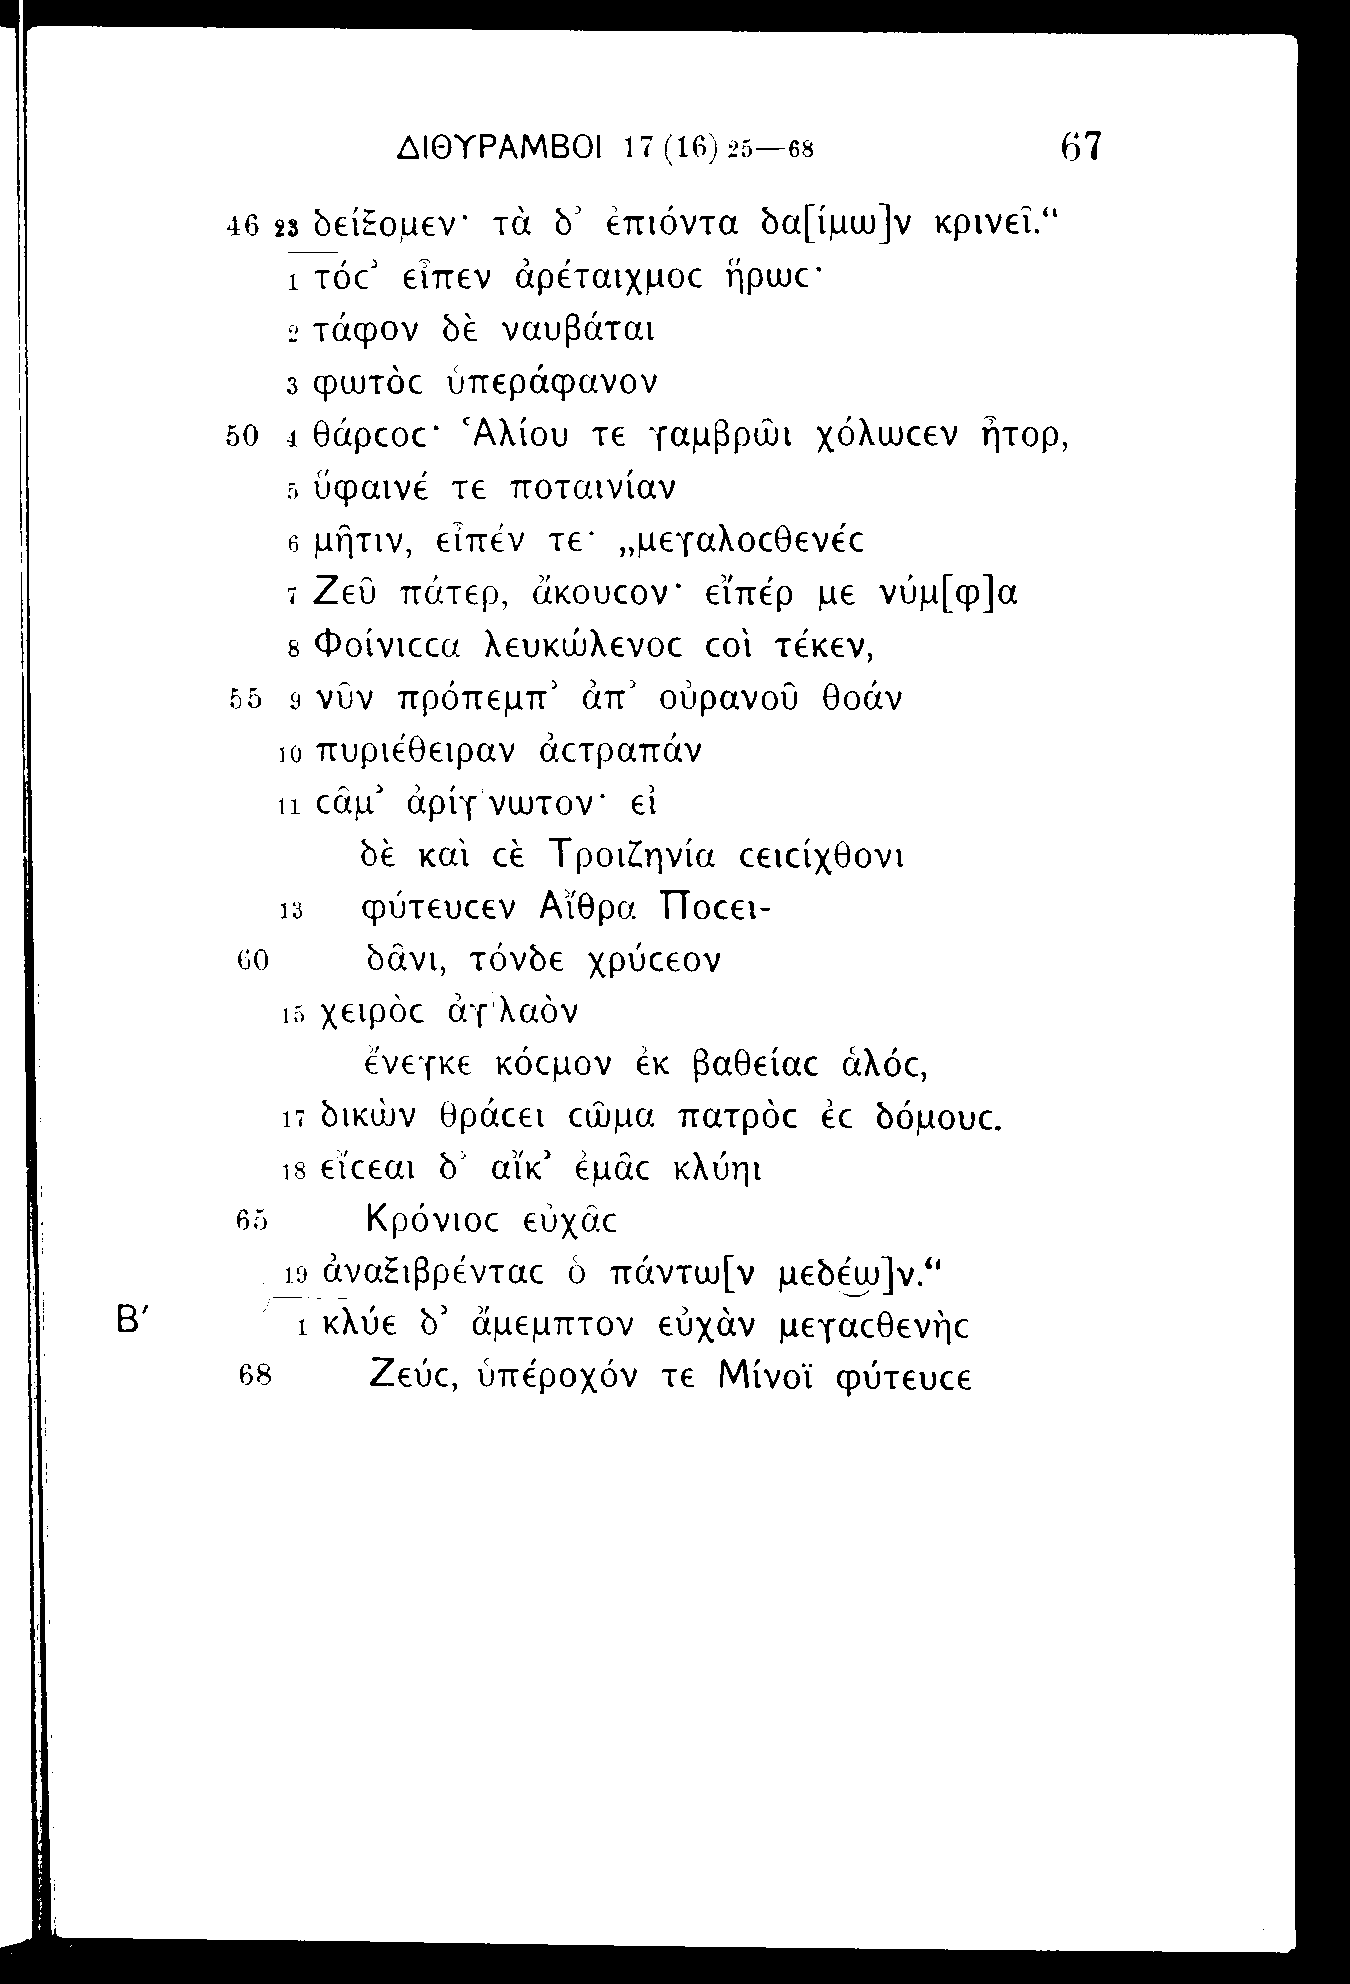 ΔΙΘΥΡΑΜΒΟΙ 17 (16) 25—68 67
46 23 δείξομεν· τὰ δ’ ἐπιόντα δα[ίμω]ν κρινεῖ.“
1 τόϲ’ εἶπεν ἀρέταιχμοϲ ἥρωϲ·
2 τάφον δὲ ναυβάται
3 φωτὸϲ ὑπεράφανον
50 4 θάρϲοϲ· Ἁλίου τε γαμβρῶι χόλωϲεν ἦτορ,
5 ὕφαινέ τε ποταινίαν
6 μῆτιν, εἶπέν τε· „μεγαλοϲθενέϲ
7 Ζεῦ πάτερ, ἄκουϲον· εἴπέρ με νύμ[φ]α
8 Φοίνιϲϲα λευκώλενοϲ ϲοὶ τέκεν,
55 9 νῦν πρόπεμπ’ ἀπ’ οὐρανοῦ θοάν
10 πυριέθειραν ἀϲτραπάν
11 ϲᾶμ’ ἀρίγ'νωτον· εἰ
δὲ καὶ ϲὲ Τροιζηνία ϲειϲίχθονι
13 φύτευϲεν Αἴθρα Ποϲει-
60 δᾶνι, τόνδε χρύϲεον
15 χειρὸϲ ἀγ'λαὸν
ἔνεγκε κόϲμον ἐκ βαθείαϲ ἁλόϲ,
17 δικὼν θράϲει ϲῶμα πατρὸϲ ἐϲ δόμουϲ.
18 εἴϲεαι δ’ αἴκ’ ἐμᾶϲ κλύηι
65 Κρόνιοϲ εὐχᾶϲ
19 ἀναξιβρένταϲ ὁ πάντω[ν μεδέω]ν.“
Β′ 1 κλύε δ’ ἄμεμπτον εὐχὰν μεγαϲθενὴϲ
68 Ζεύϲ, ὑπέροχόν τε Μίνοϊ φύτευϲε